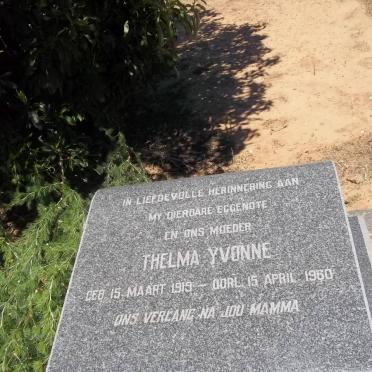 IN LIEFDEVOLLE HERINNERING AAN
MY DIERBARE EGGENOTE
EN ONS MOEDER
THELMA YVONNE
GEB. 15. MAART 1919 - OORL. 15 APRIL 1960
ONS VERLANG NA JOU MAMMA